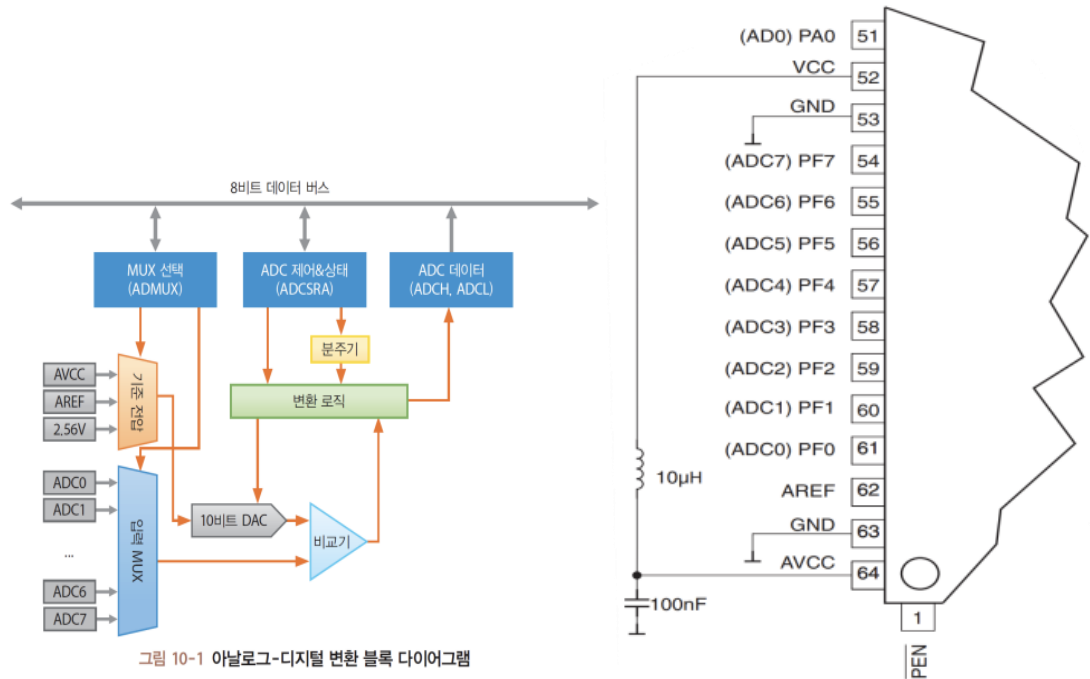 8비트 데이터 버스
MUX 선택
(ADMUX)
ADC 제어&상태
(ADCSRA)
ADC 데이터
(ADCH, ADCL)
분주기
AVCC
AREF
2.56V
기준 전압
변환 로직
ADC0
ADC1
...
ADC6
ADC7
입력 MUX
10비트 DAC
비교기
그림 10-1 아날로그-디지털 변환 블록 다이어그램
(AD0) PA0 51
VCC 52
GND 53
(ADC7) PF7 54
(ADC6) PF6 55
(ADC5) PF5 56
(ADC4) PF4 57
(ADC3) PF3 58
(ADC2) PF2 59
(ADC1) PF1 60
(ADC0) PF0 61
10µH
AREF 62
GND 63
AVCC 64
100nF
1
PEN